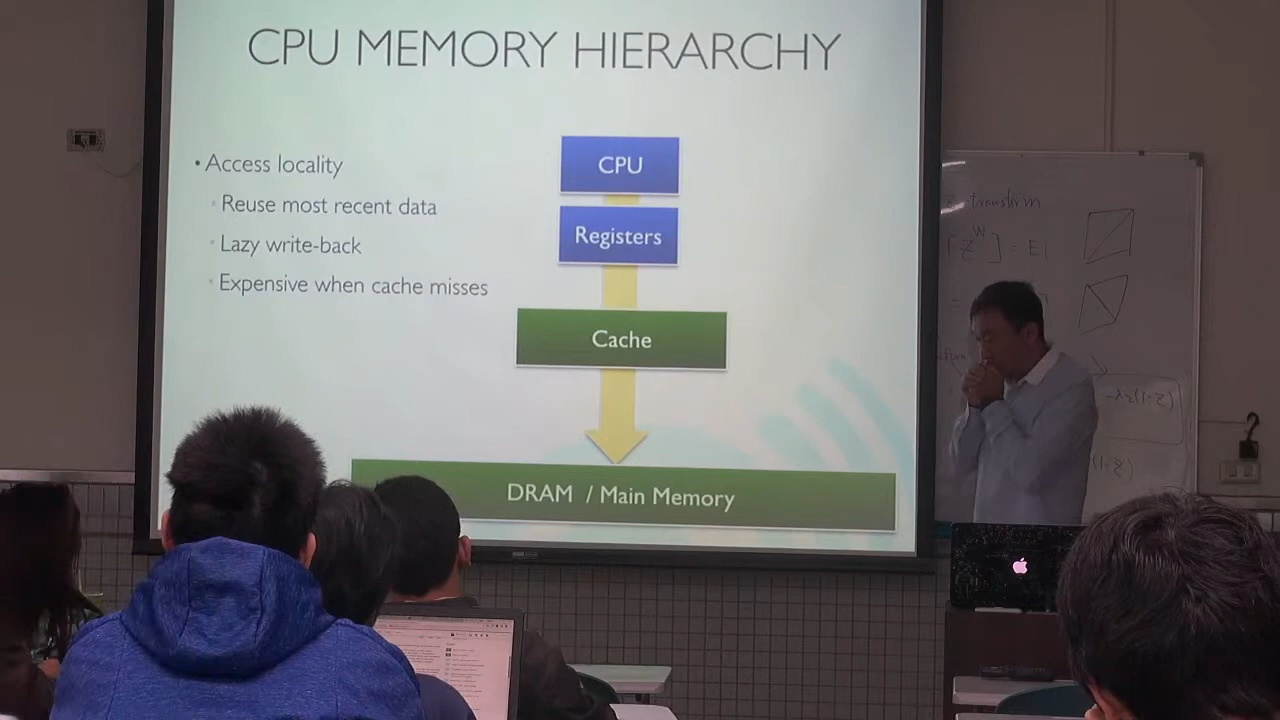 CPU MEMORY HIERARCHY
• Access locality
• Reuse most recent data
• Lazy write-back
• Expensive when cache misses
CPU
Registers
Cache
DRAM / Main Memory
transform